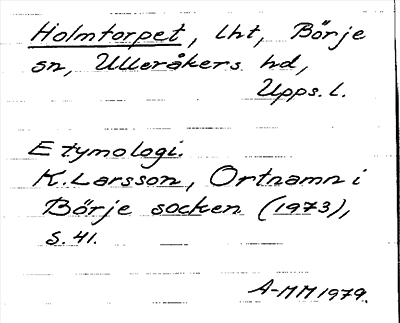 Holmtorpet, lht, Börje
sn, Ulleråkers hd,
Upps. l.
Etymologi.
K. Larsson, Ortnamn i
Börje socken (1973),
s. 41.
A-MM 1979.